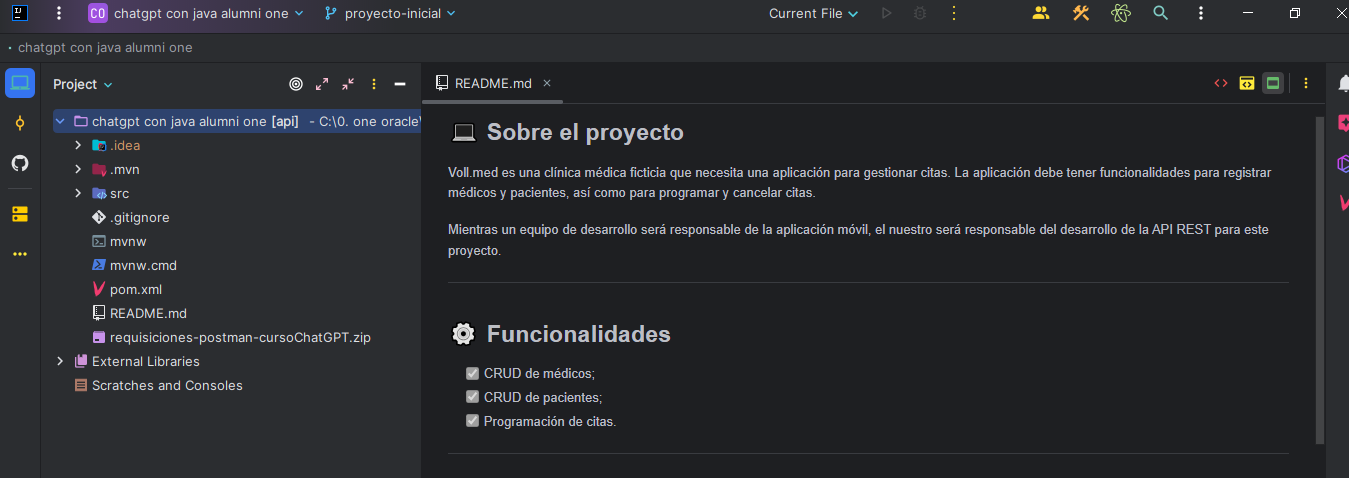 CO chatgpt con java alumni one proyecto-inicial Current File
chatgpt con java alumni one
Project
chatgpt con java alumni one [api] - C:\0. one oracle\
.idea
.mvn
src
.gitignore
mvnw
mvnw.cmd
pom.xml
README.md
requisiciones-postman-cursoChatGPT.zip
External Libraries
Scratches and Consoles
README.md
Sobre el proyecto
Voll.med es una clínica médica ficticia que necesita una aplicación para gestionar citas. La aplicación debe tener funcionalidades para registrar
médicos y pacientes, así como para programar y cancelar citas.
Mientras un equipo de desarrollo será responsable de la aplicación móvil, el nuestro será responsable del desarrollo de la API REST para este
proyecto.
Funcionalidades
CRUD de médicos;
CRUD de pacientes;
Programación de citas.